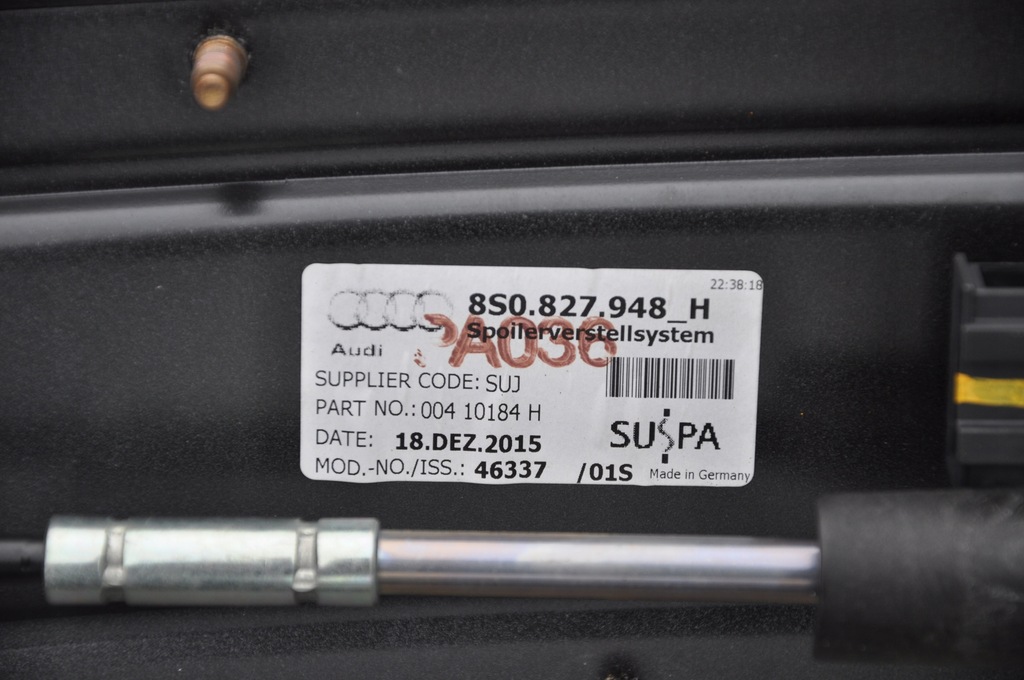 22:38:18
8S0.827.948_H
Spoilerverstellsystem
Audi
PA036
SUPPLIER CODE: SUJ
PART NO.: 004 10184 H
DATE: 18.DEZ.2015
SUSPA
MOD.-NO./ISS.: 46337 /01S
Made in Germany